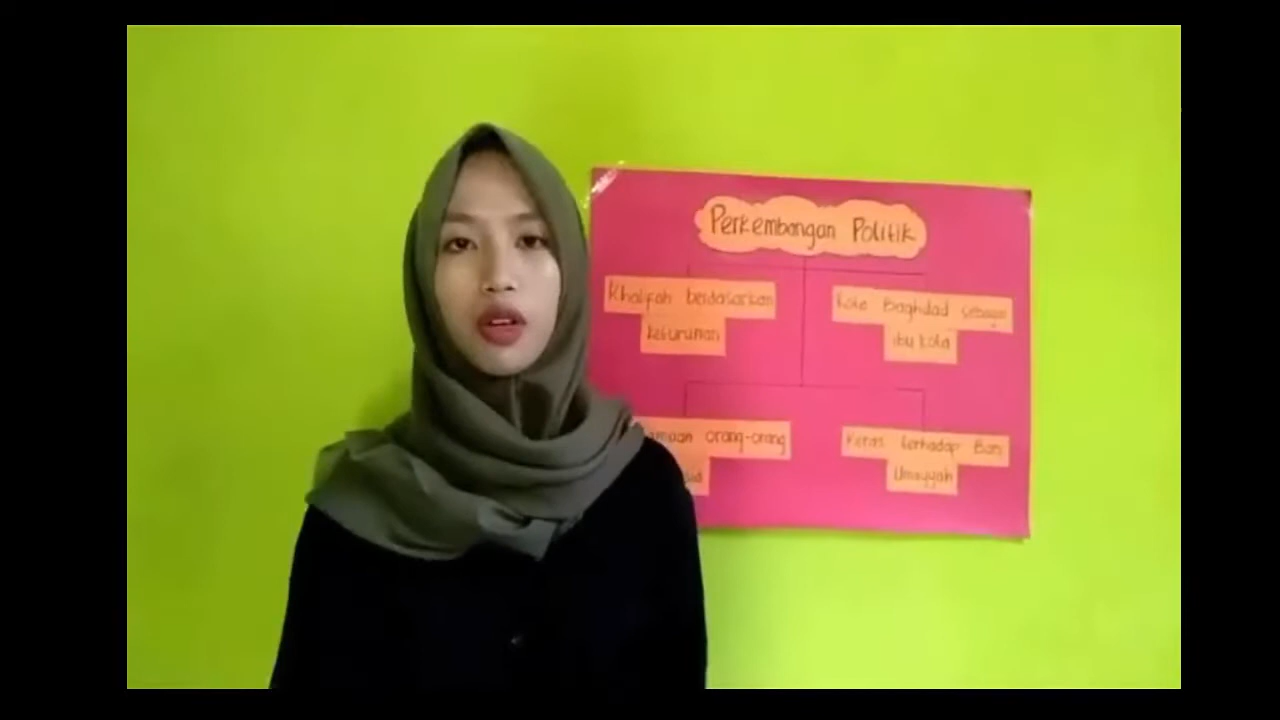 Perkembangan Politik
Khalifah berdasarkan
keturunan
Kota Baghdad sebagai
ibu kota
orang-orang
Keras terhadap Bani
Umayyah